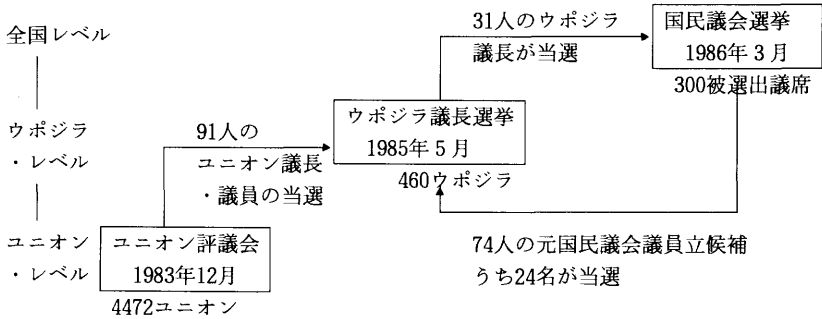 全国レベル
ウポジラ
・レベル
ユニオン
・レベル
31人のウポジラ
議長が当選
国民議会選挙
1986年3月
300被選出議席
91人の
ユニオン議長
・議員の当選
ウポジラ議長選挙
1985年5月
460ウポジラ
ユニオン評議会
1983年12月
4472ユニオン
74人の元国民議会議員立候補
うち24名が当選